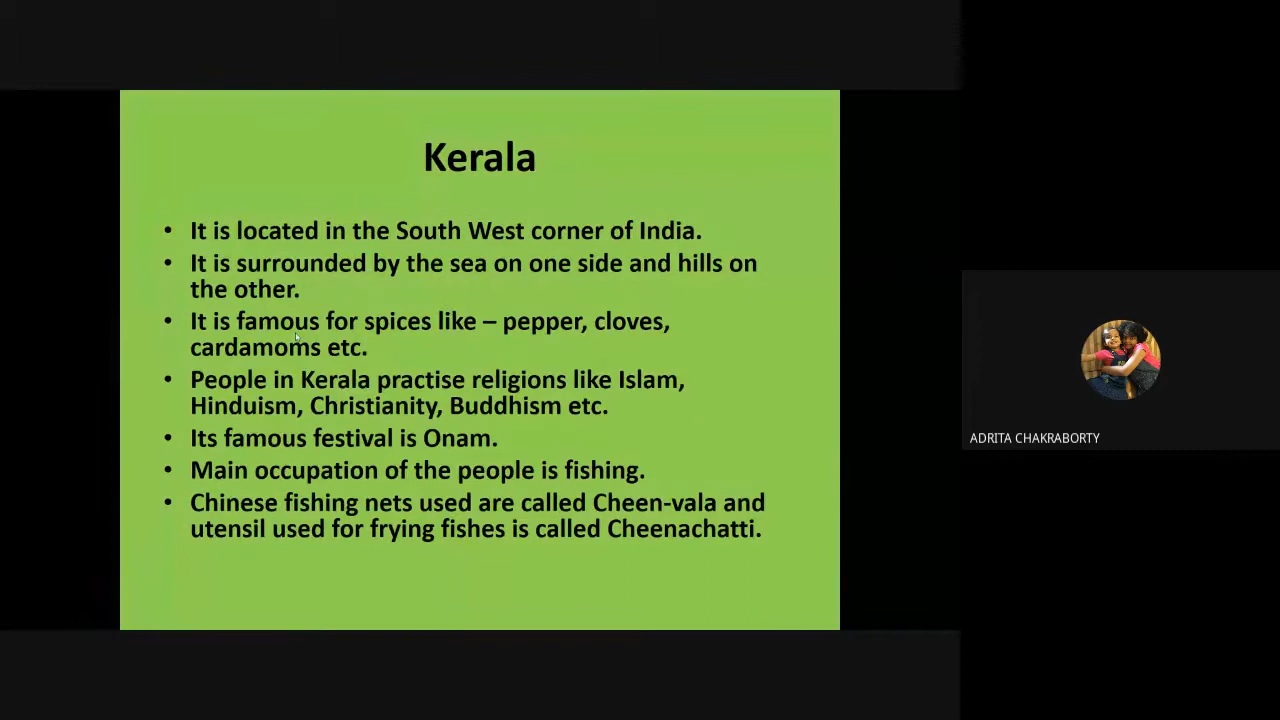 Kerala
• It is located in the South West corner of India.
• It is surrounded by the sea on one side and hills on
the other.
• It is famous for spices like – pepper, cloves,
cardamoms etc.
• People in Kerala practise religions like Islam,
Hinduism, Christianity, Buddhism etc.
• Its famous festival is Onam.
• Main occupation of the people is fishing.
• Chinese fishing nets used are called Cheen-vala and
utensil used for frying fishes is called Cheenachatti.
ADRITA CHAKRABORTY